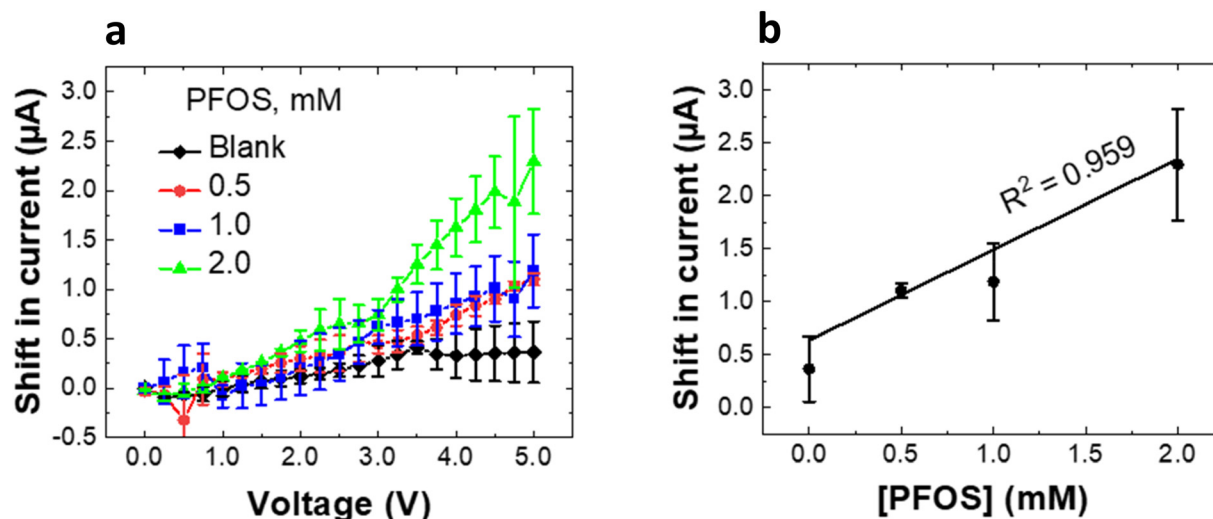 a
Shift in current (µA)
3.0
2.5
2.0
1.5
1.0
0.5
0.0
-0.5
PFOS, mM
Blank
0.5
1.0
2.0
0.0 1.0 2.0 3.0 4.0 5.0
Voltage (V)
b
Shift in current (µA)
3.0
2.5
2.0
1.5
1.0
0.5
0.0
R² = 0.959
0.0 0.5 1.0 2.0
[PFOS] (mM)